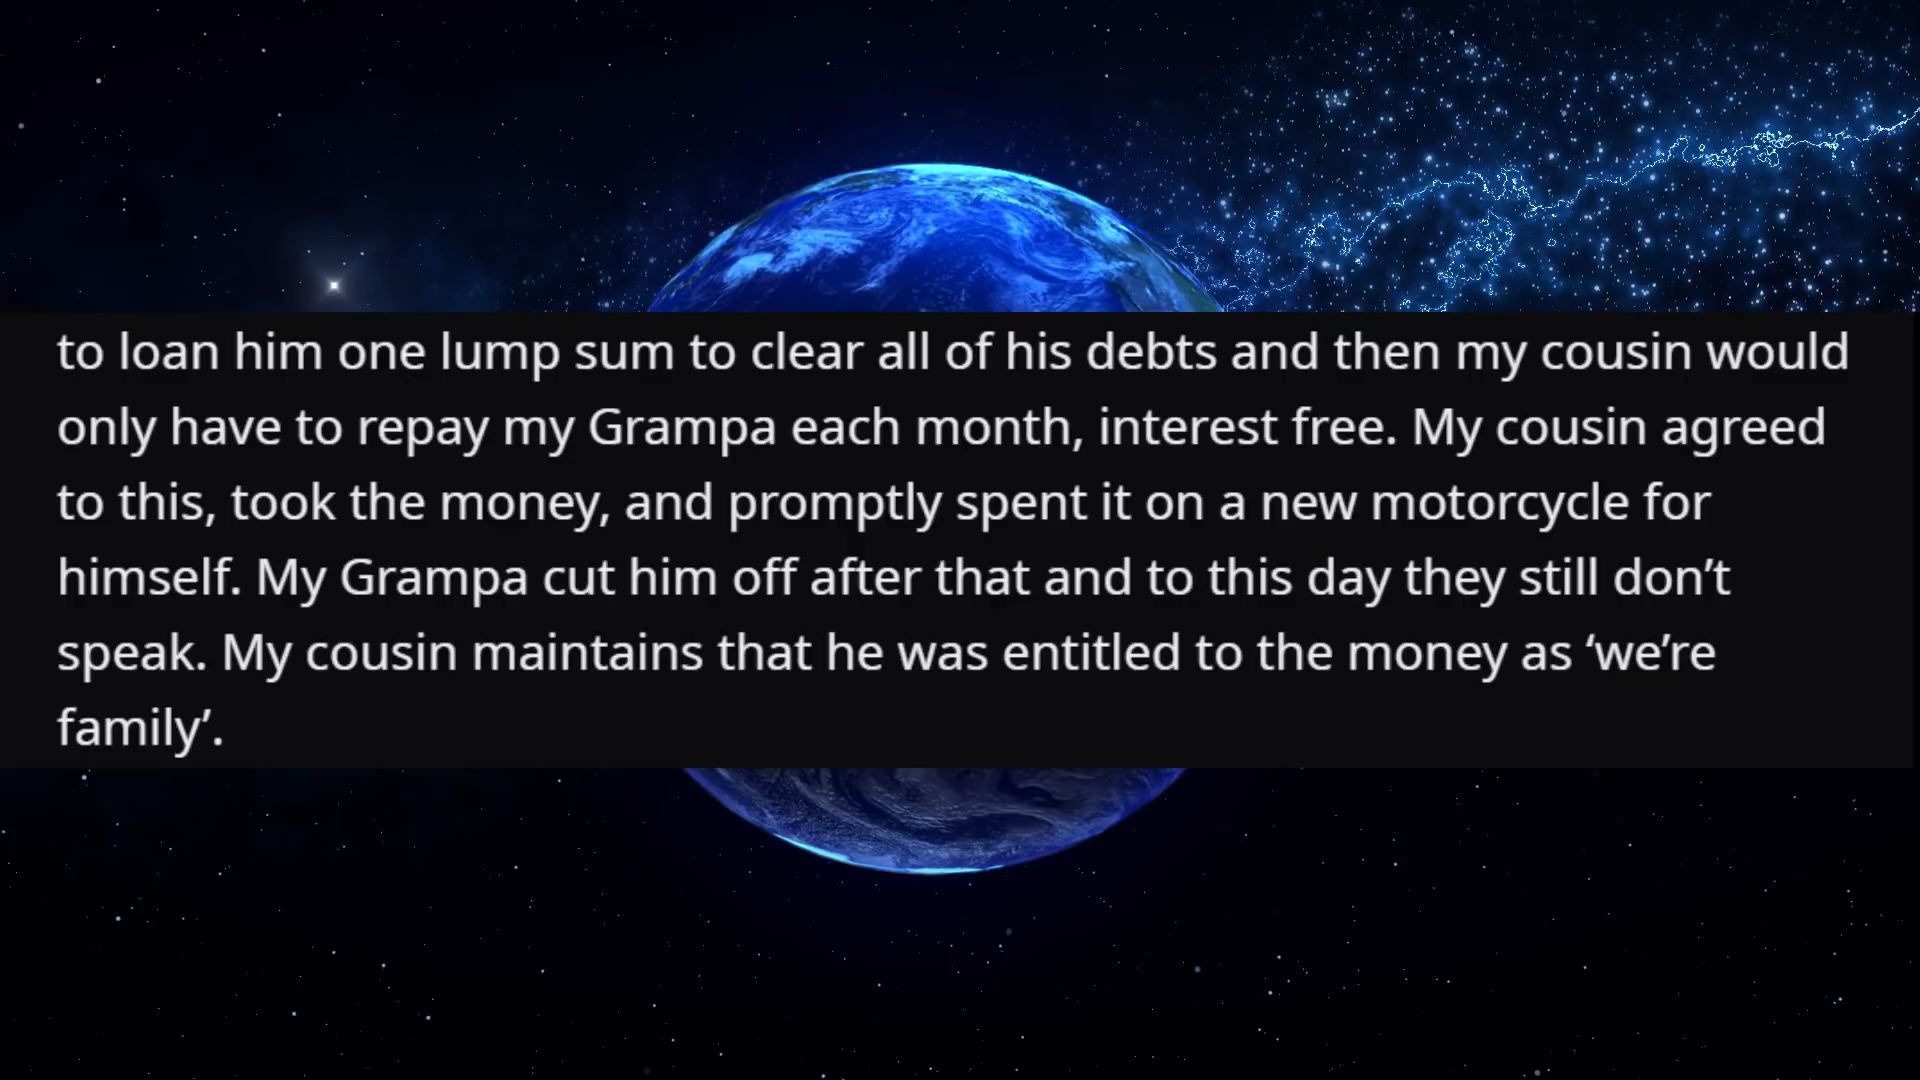 to loan him one lump sum to clear all of his debts and then my cousin would
only have to repay my Grampa each month, interest free. My cousin agreed
to this, took the money, and promptly spent it on a new motorcycle for
himself. My Grampa cut him off after that and to this day they still don’t
speak. My cousin maintains that he was entitled to the money as ‘we’re
family’.